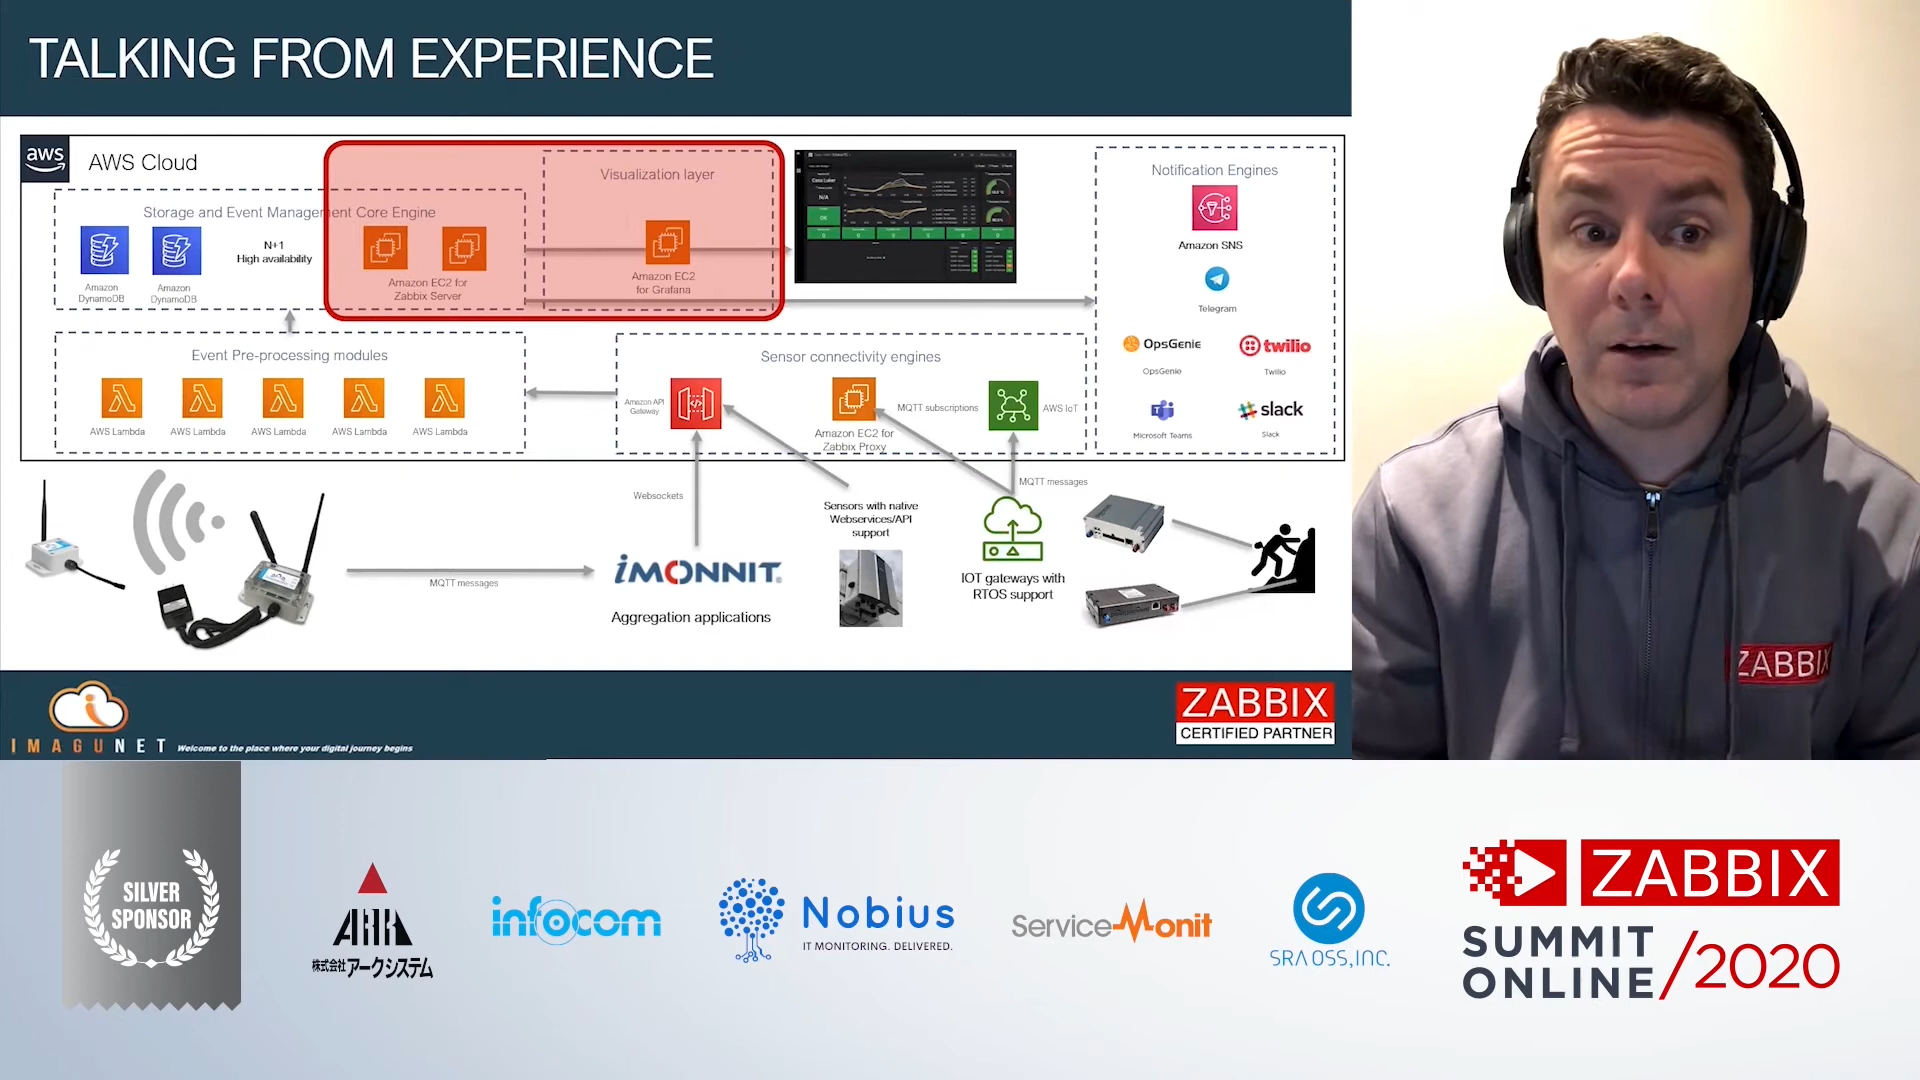 TALKING FROM EXPERIENCE
aws
AWS Cloud
Storage and Event Management Core Engine
Amazon
DynamoDB
Amazon
DynamoDB
N+1
High availability
Amazon EC2 for
Zabbix Server
Visualization layer
Amazon EC2
for Grafana
Notification Engines
Amazon SNS
Telegram
OpsGenie
OpsGenie
twilio
Twilio
Microsoft Teams
slack
Slack
Event Pre-processing modules
AWS Lambda
AWS Lambda
AWS Lambda
AWS Lambda
AWS Lambda
Sensor connectivity engines
Amazon API
Gateway
Amazon EC2 for
Zabbix Proxy
MQTT subscriptions
AWS IoT
Websockets
MQTT messages
Sensors with native
Webservices/API
support
MQTT messages
iMONNIT
Aggregation applications
IOT gateways with
RTOS support
IMAGUNET
Welcome to the place where your digital journey begins
ZABBIX
CERTIFIED PARTNER
ZABBIX
SILVER
SPONSOR
ARK
株式会社アークシステム
infocom
Nobius
IT MONITORING. DELIVERED.
ServiceMonit
SRA OSS, INC.
ZABBIX
SUMMIT
ONLINE
/2020